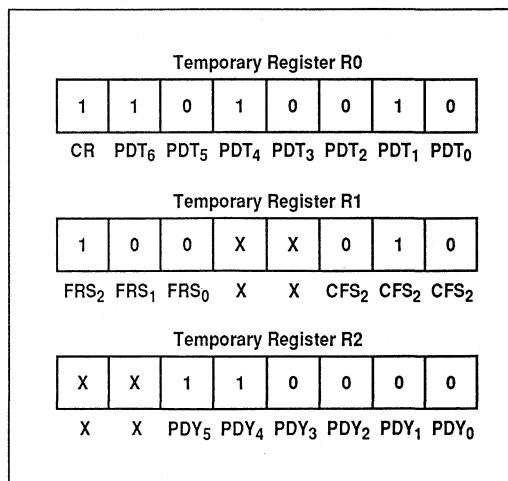 Temporary Register R0
1 1 0 1 0 0 1 0
CR PDT6 PDT5 PDT4 PDT3 PDT2 PDT1 PDT0
Temporary Register R1
1 0 0 X X 0 1 0
FRS2 FRS1 FRS0 X X CFS2 CFS2 CFS2
Temporary Register R2
X X 1 1 0 0 0 0
X X PDY5 PDY4 PDY3 PDY2 PDY1 PDY0